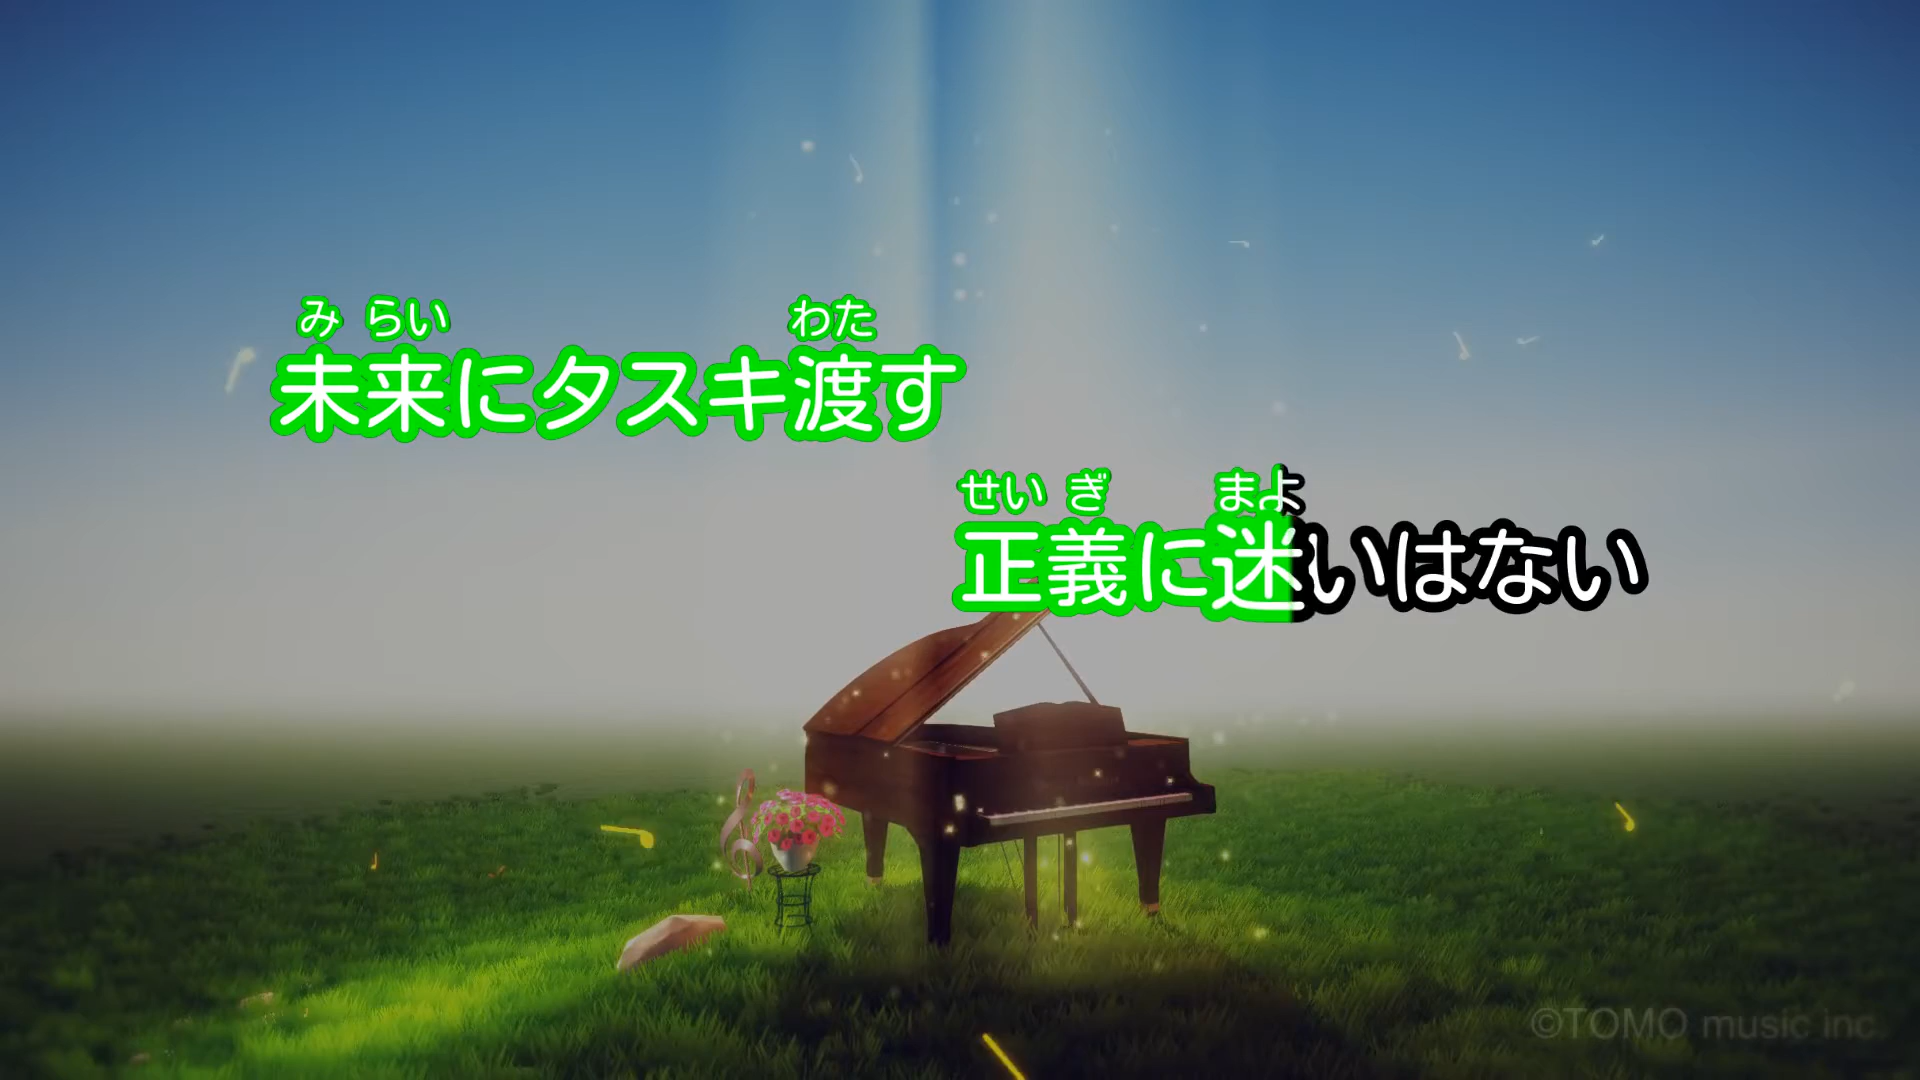 み らい わた
未来にタスキ渡す
せい ぎ まよ
正義に迷いはない
©TOMO music inc